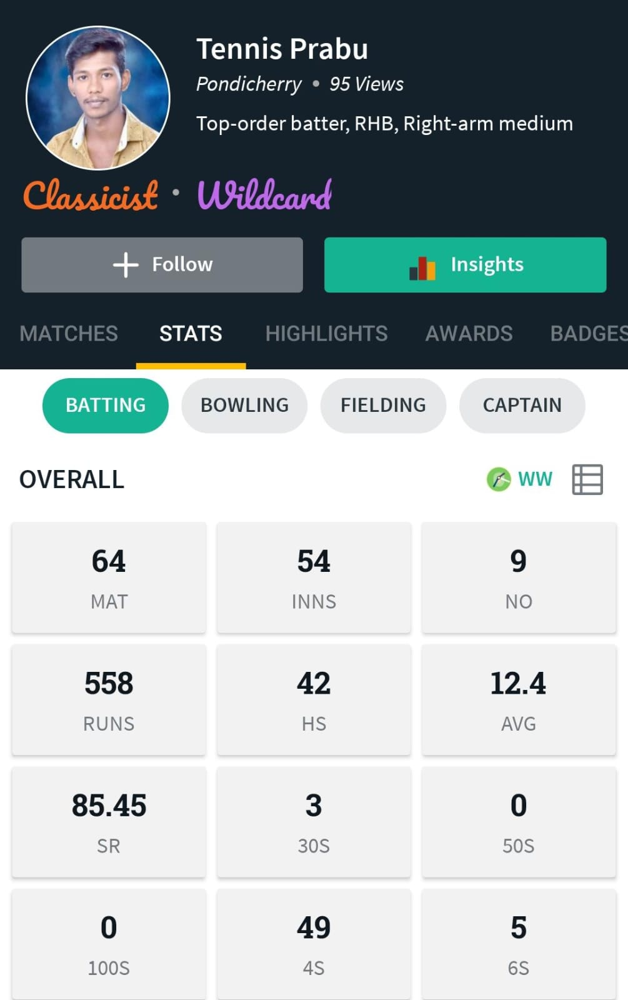 Tennis Prabu
Pondicherry • 95 Views
Top-order batter, RHB, Right-arm medium
Classicist • Wildcard
+ Follow Insights
MATCHES STATS HIGHLIGHTS AWARDS BADGES
BATTING BOWLING FIELDING CAPTAIN
OVERALL WW
64 54 9
MAT INNS NO
558 42 12.4
RUNS HS AVG
85.45 3 0
SR 30S 50S
0 49 5
100S 4S 6S